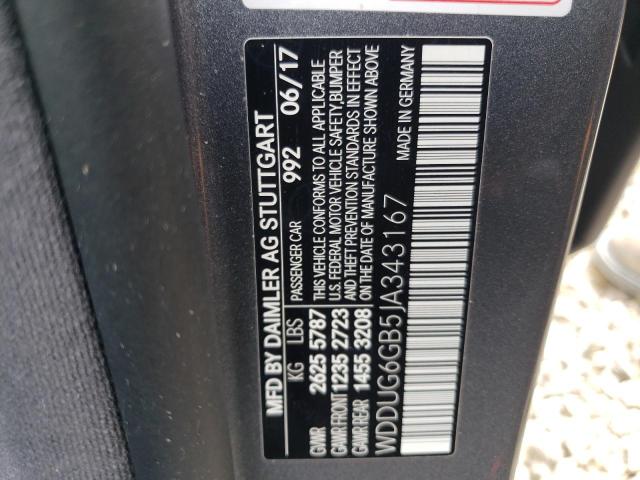 MFD BY DAIMLER AG STUTTGART
KG LBS PASSENGER CAR 992 06/17
GVWR 2625 5787 THIS VEHICLE CONFORMS TO ALL APPLICABLE
GAWR FRONT 1235 2723 U.S. FEDERAL MOTOR VEHICLE SAFETY, BUMPER
GAWR REAR 1455 3208 AND THEFT PREVENTION STANDARDS IN EFFECT
ON THE DATE OF MANUFACTURE SHOWN ABOVE
WDDUG6GB5JA343167 MADE IN GERMANY